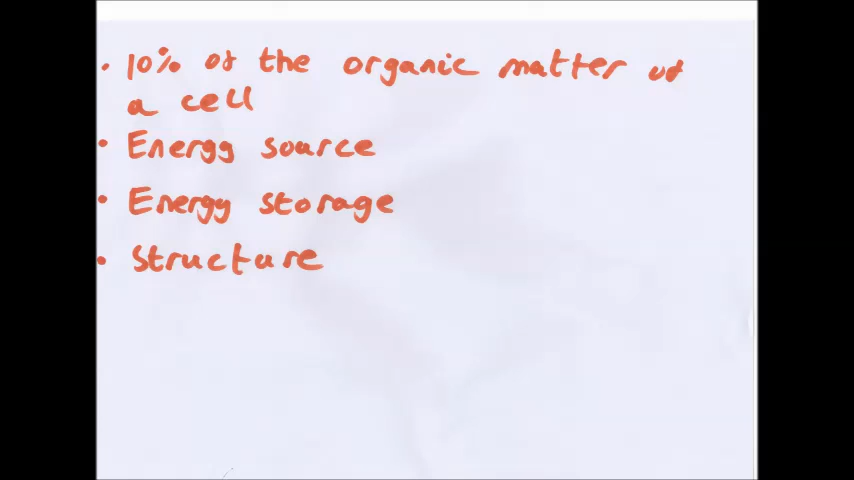 • 10% of the organic matter of
a cell
• Energy source
• Energy storage
• Structure